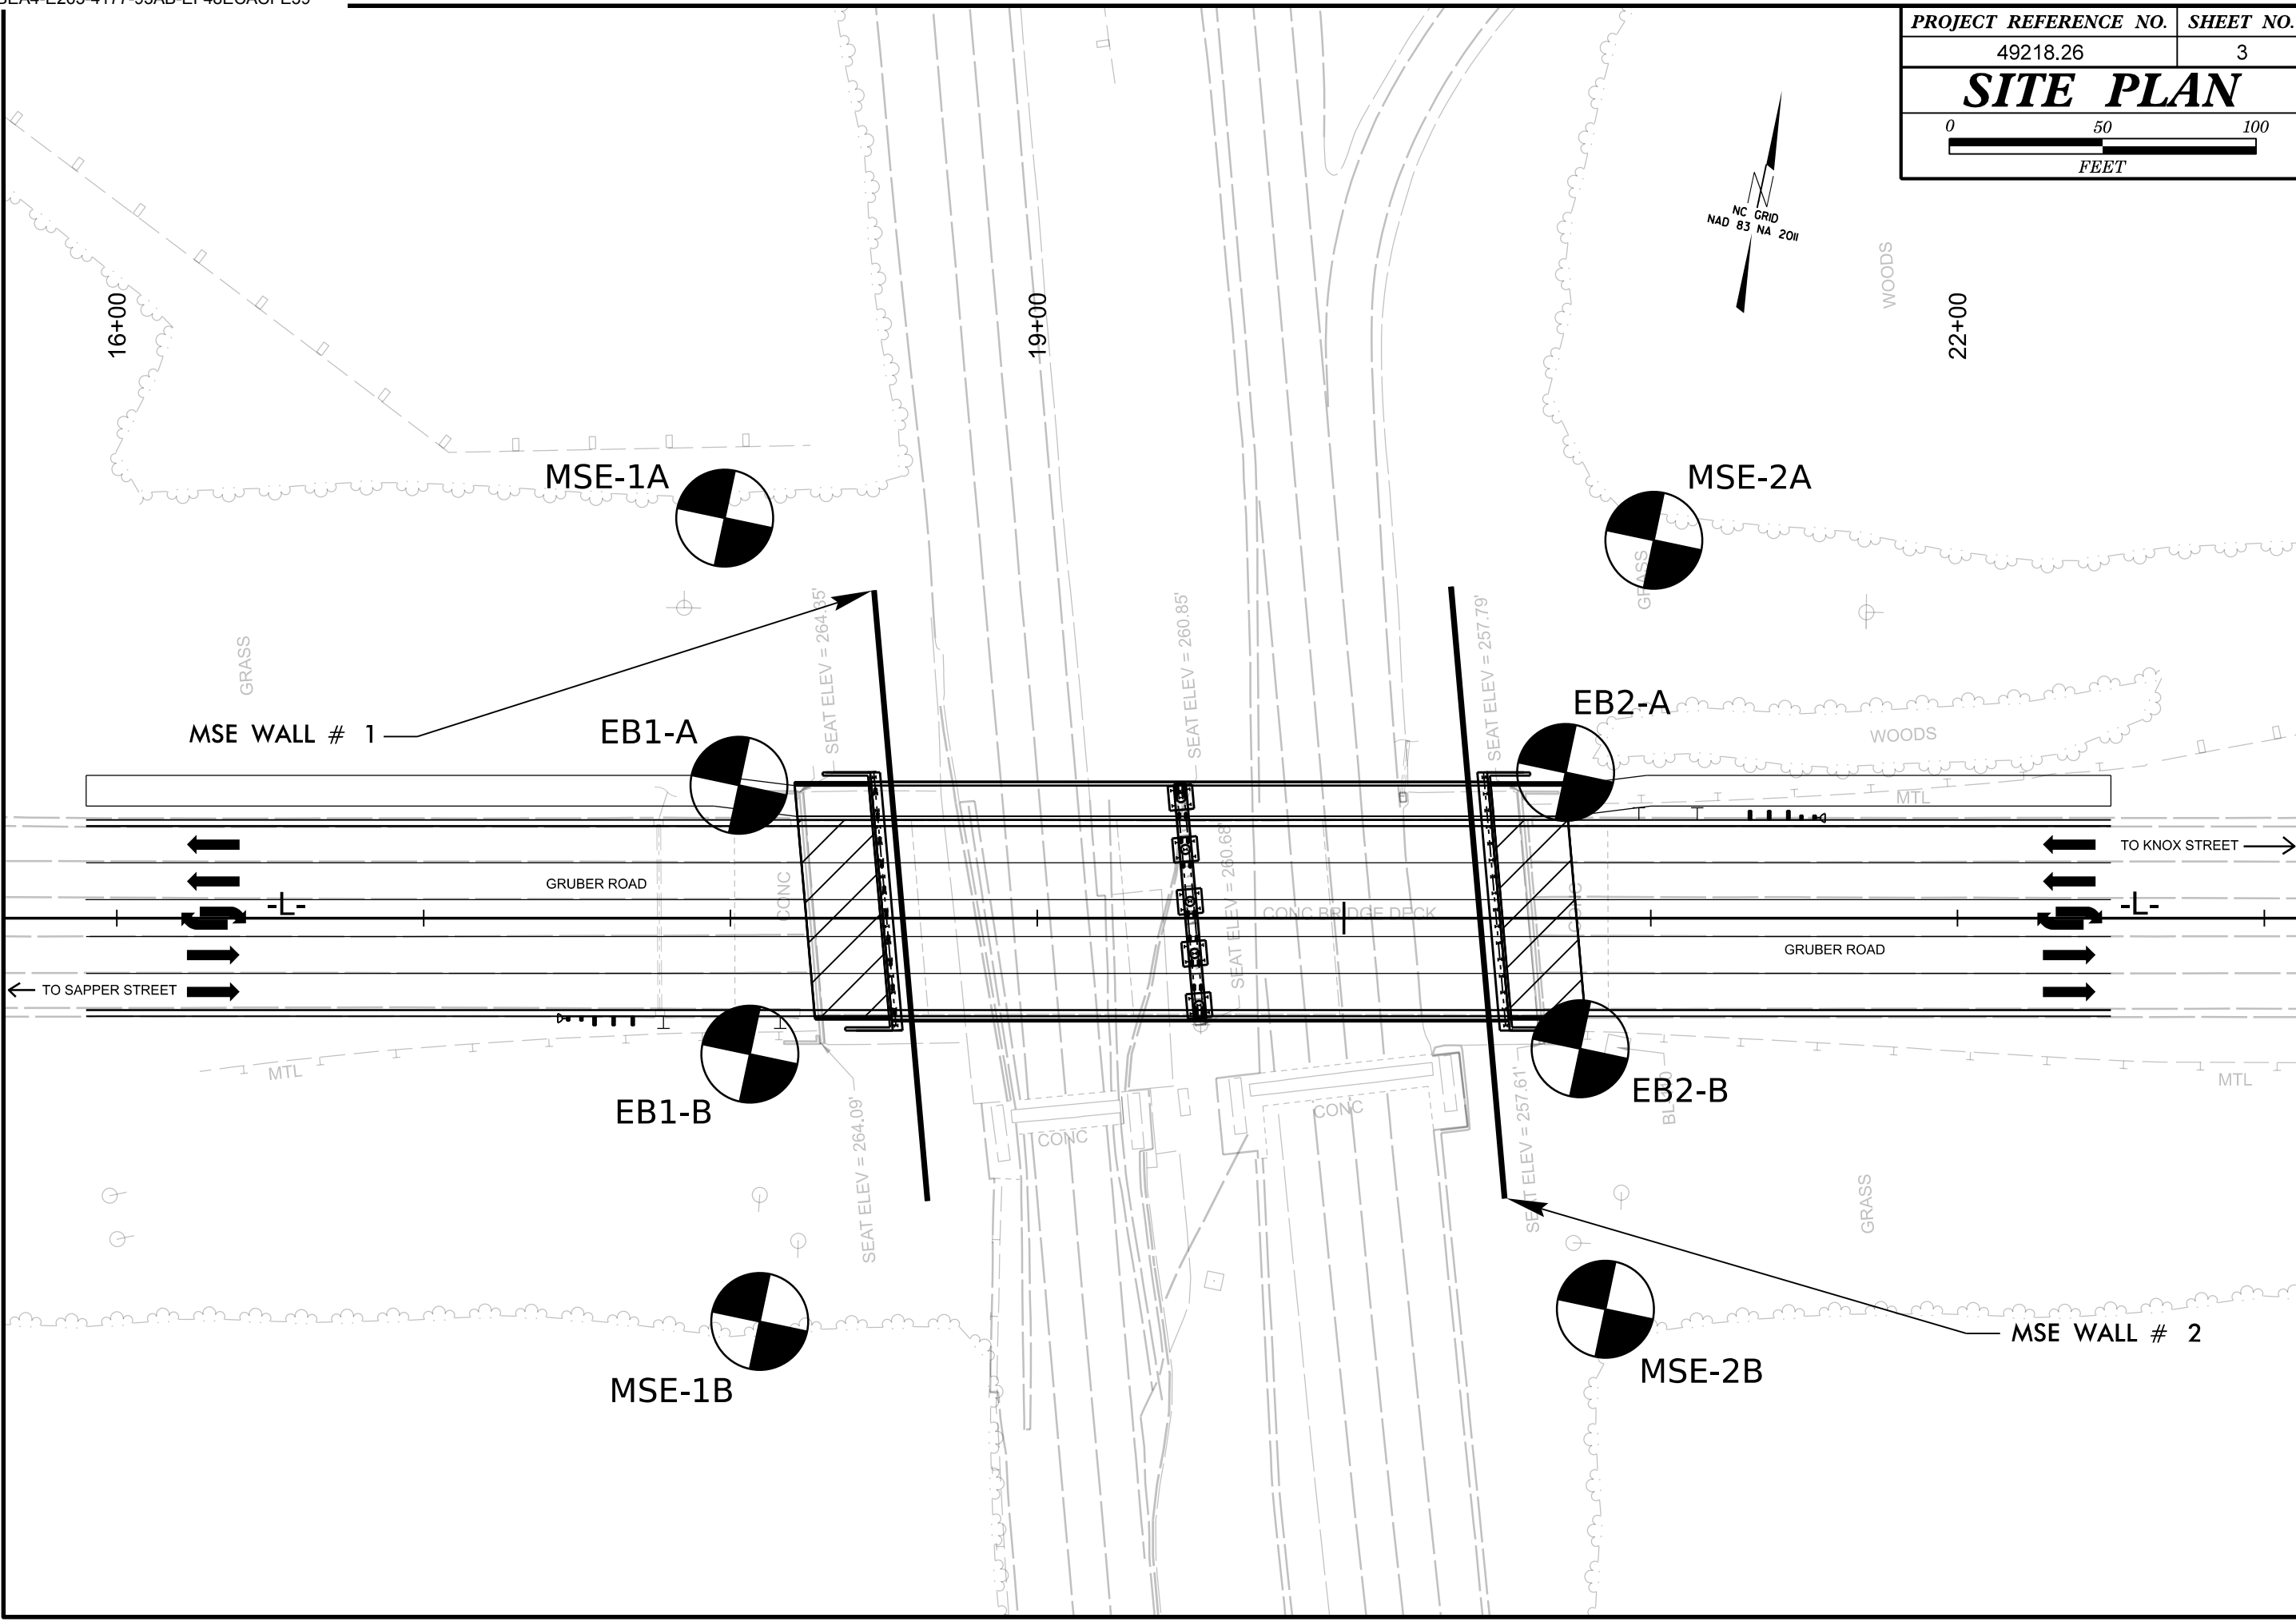 PROJECT REFERENCE NO. SHEET NO.
49218.26 3
SITE PLAN
0 50 100
FEET
NC GRID
NAD 83 NA 2011
WOODS
16+00
19+00
22+00
MSE-1A
MSE-2A
GRASS
GRASS
SEAT ELEV = 264.35'
SEAT ELEV = 260.85'
SEAT ELEV = 257.79'
MSE WALL # 1
EB1-A
EB2-A
WOODS
MTL
TO KNOX STREET
GRUBER ROAD
-L-
CONC
SEAT ELEV = 260.68'
CONC BRIDGE DECK
CONC
-L-
GRUBER ROAD
TO SAPPER STREET
MTL
EB1-B
EB2-B
MTL
CONC
CONC
SEAT ELEV = 264.09'
SEAT ELEV = 257.61'
GRASS
MSE-1B
MSE-2B
MSE WALL # 2